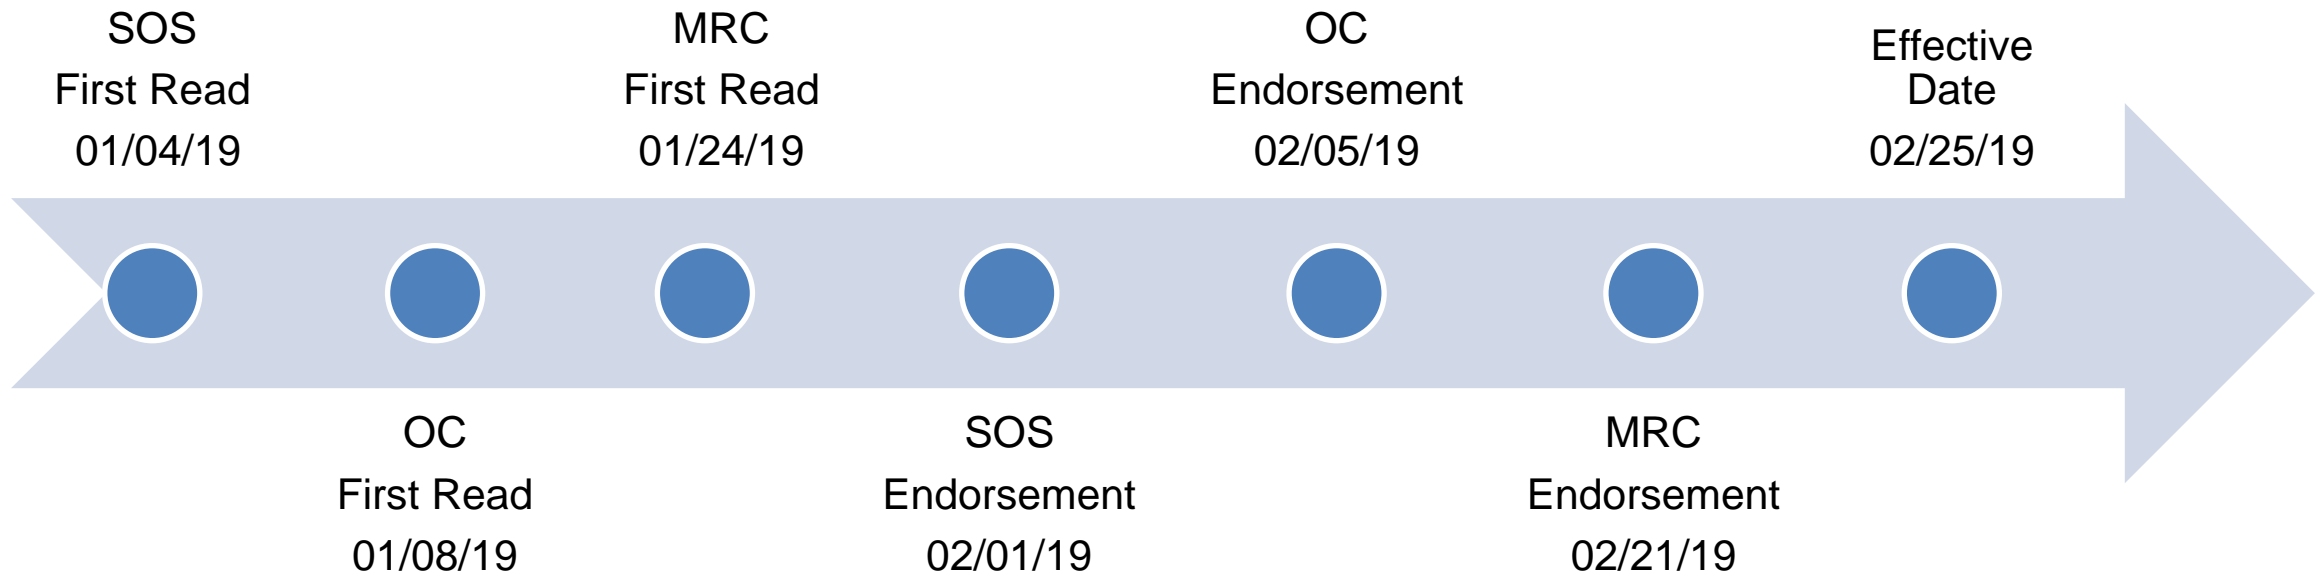 SOS
First Read
01/04/19
OC
First Read
01/08/19
MRC
First Read
01/24/19
SOS
Endorsement
02/01/19
OC
Endorsement
02/05/19
MRC
Endorsement
02/21/19
Effective
Date
02/25/19